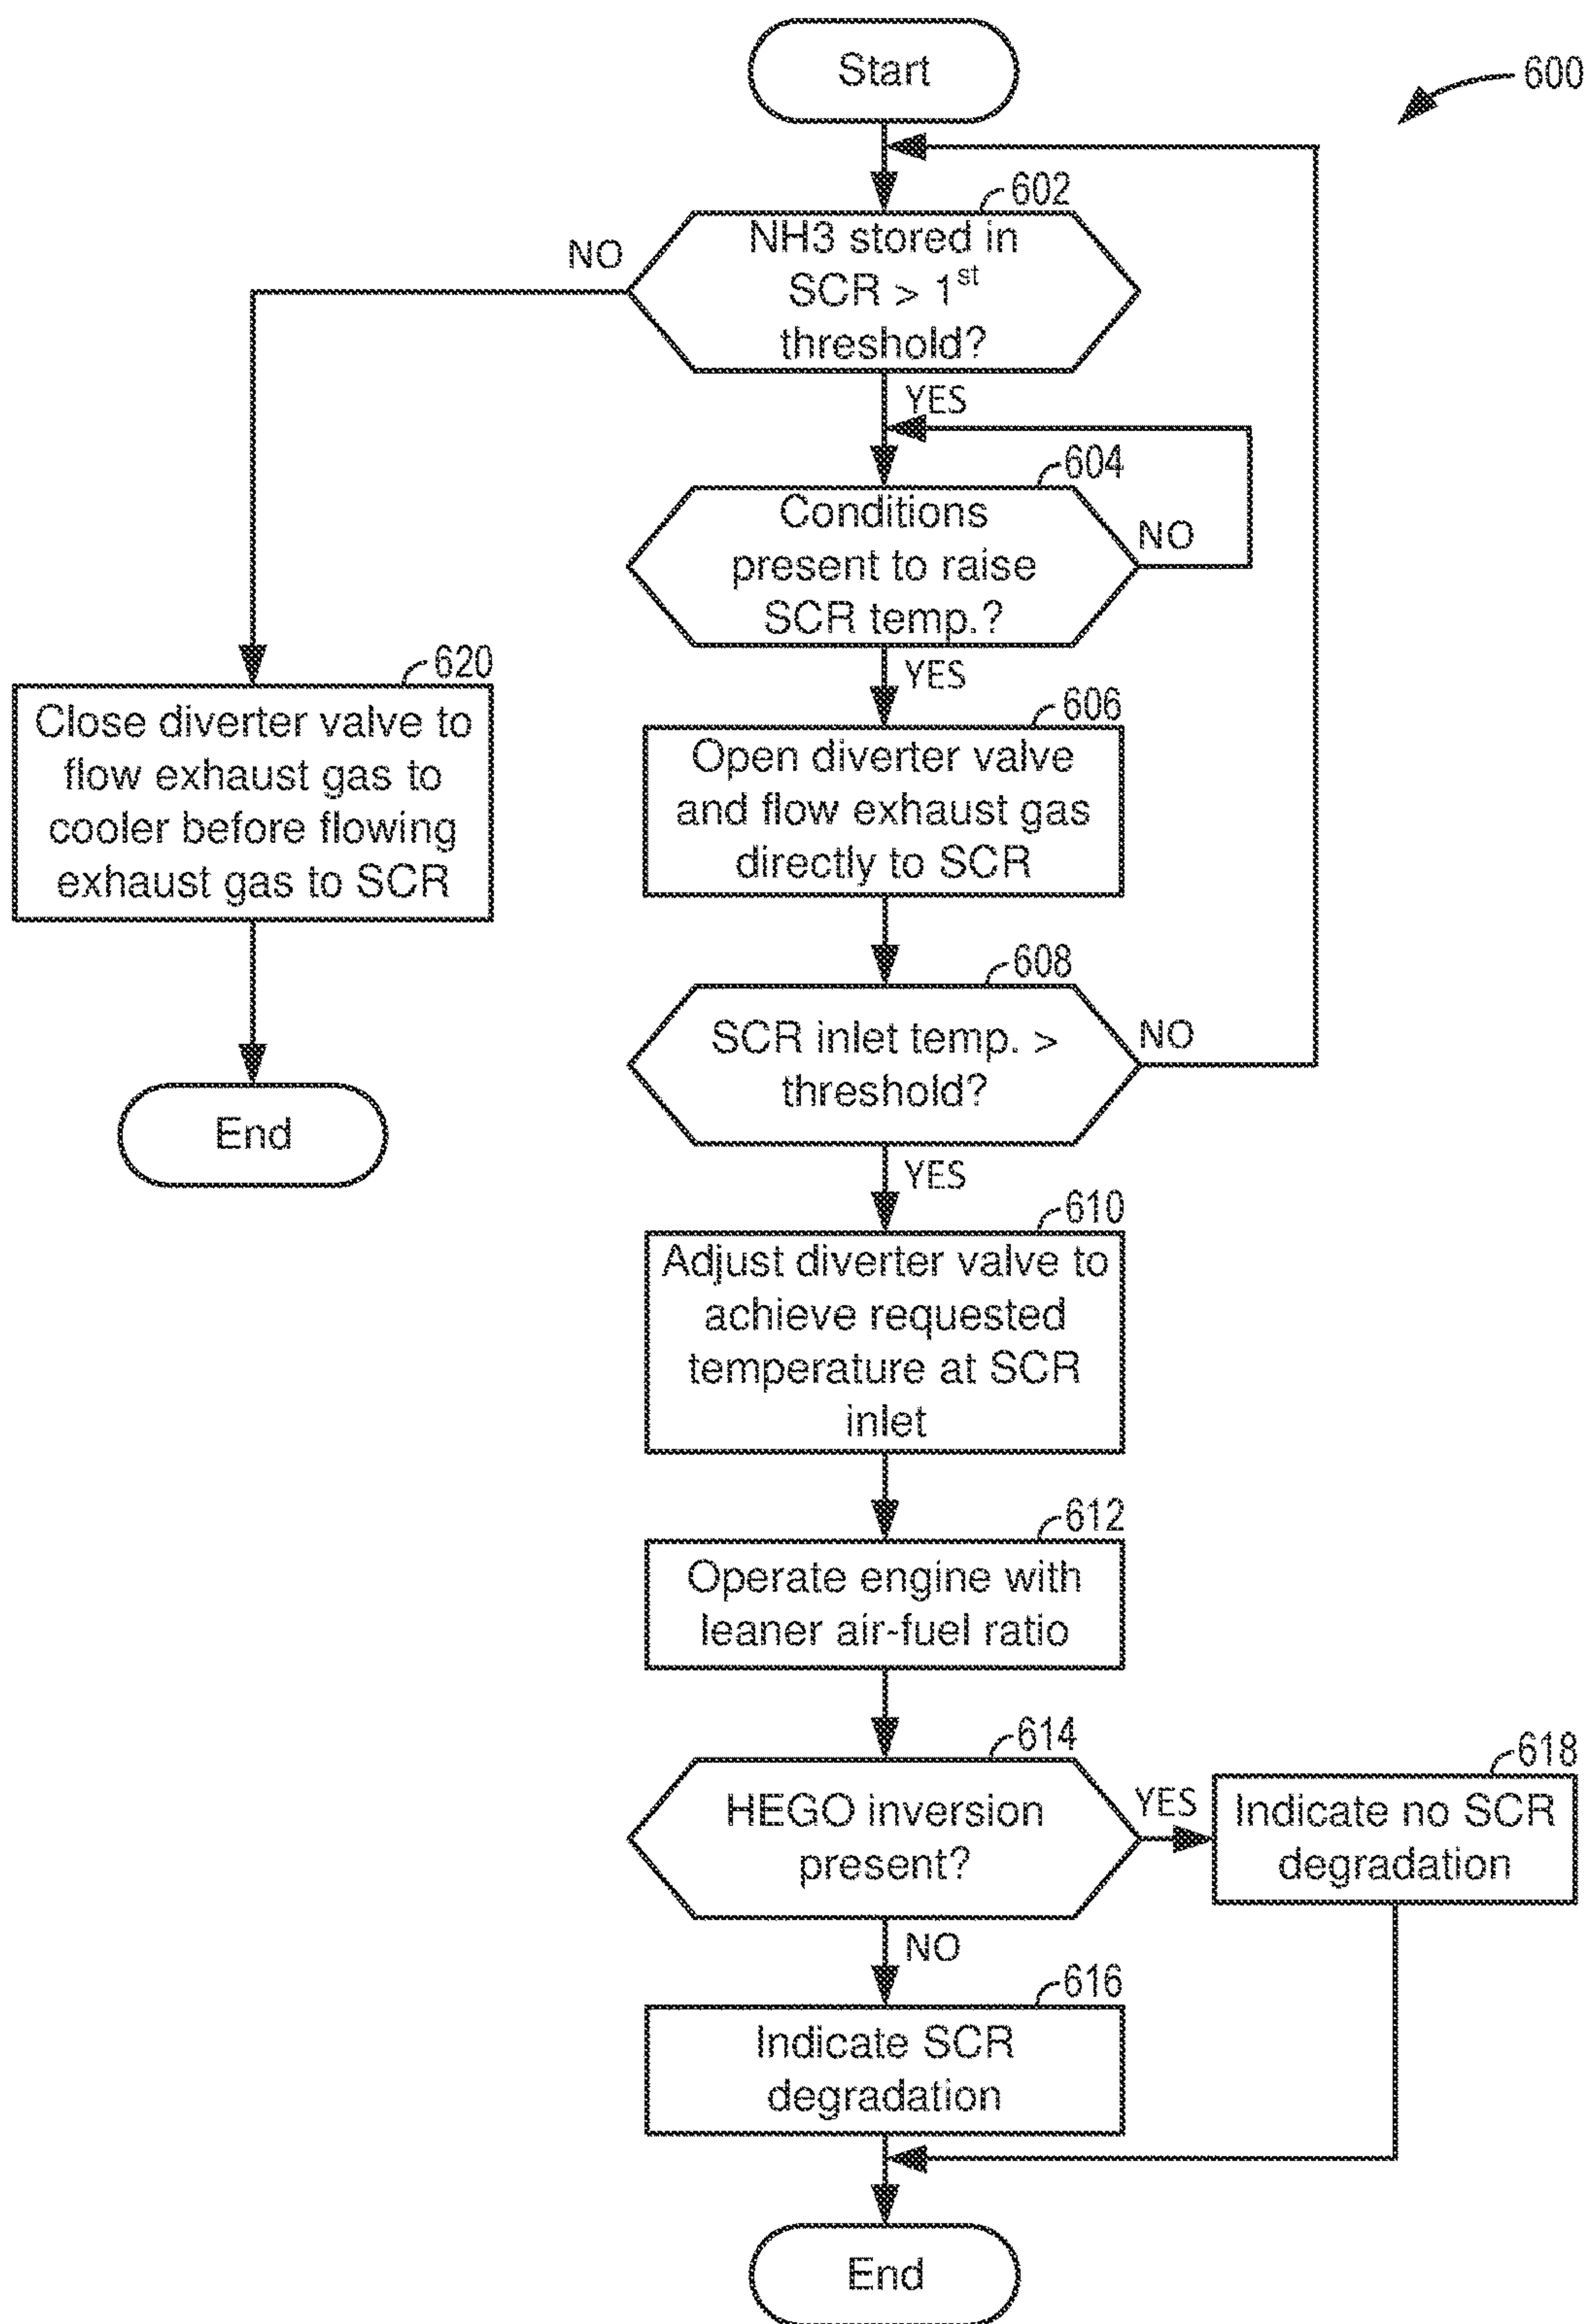 Start
600
602
NH3 stored in
SCR > 1st
threshold?
NO
YES
604
Conditions
present to raise
SCR temp.?
NO
YES
620
Close diverter valve to
flow exhaust gas to
cooler before flowing
exhaust gas to SCR
End
606
Open diverter valve
and flow exhaust gas
directly to SCR
608
SCR inlet temp. >
threshold?
NO
YES
610
Adjust diverter valve to
achieve requested
temperature at SCR
inlet
612
Operate engine with
leaner air-fuel ratio
614
HEGO inversion
present?
YES
618
Indicate no SCR
degradation
NO
616
Indicate SCR
degradation
End